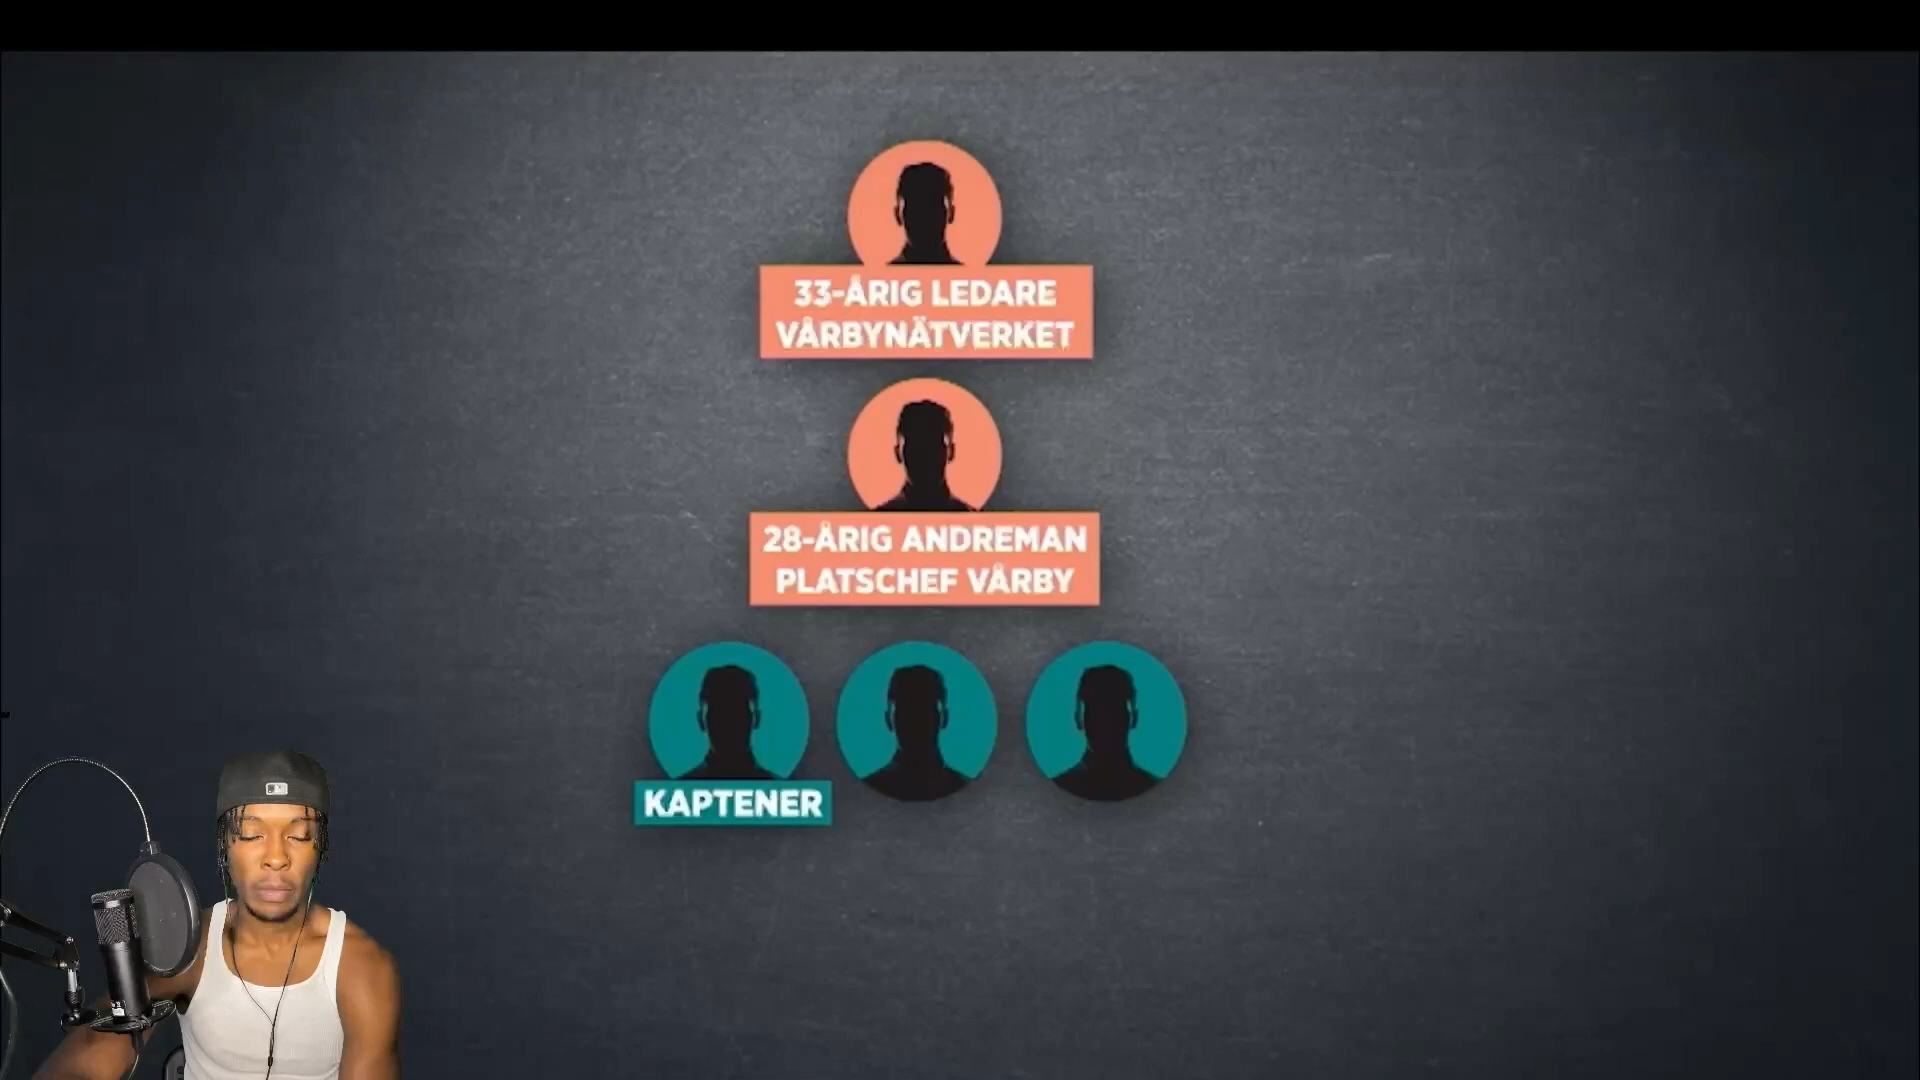 33-ÅRIG LEDARE
VÅRBYNÄTVERKET
28-ÅRIG ANDREMAN
PLATSCHEF VÅRBY
KAPTENER